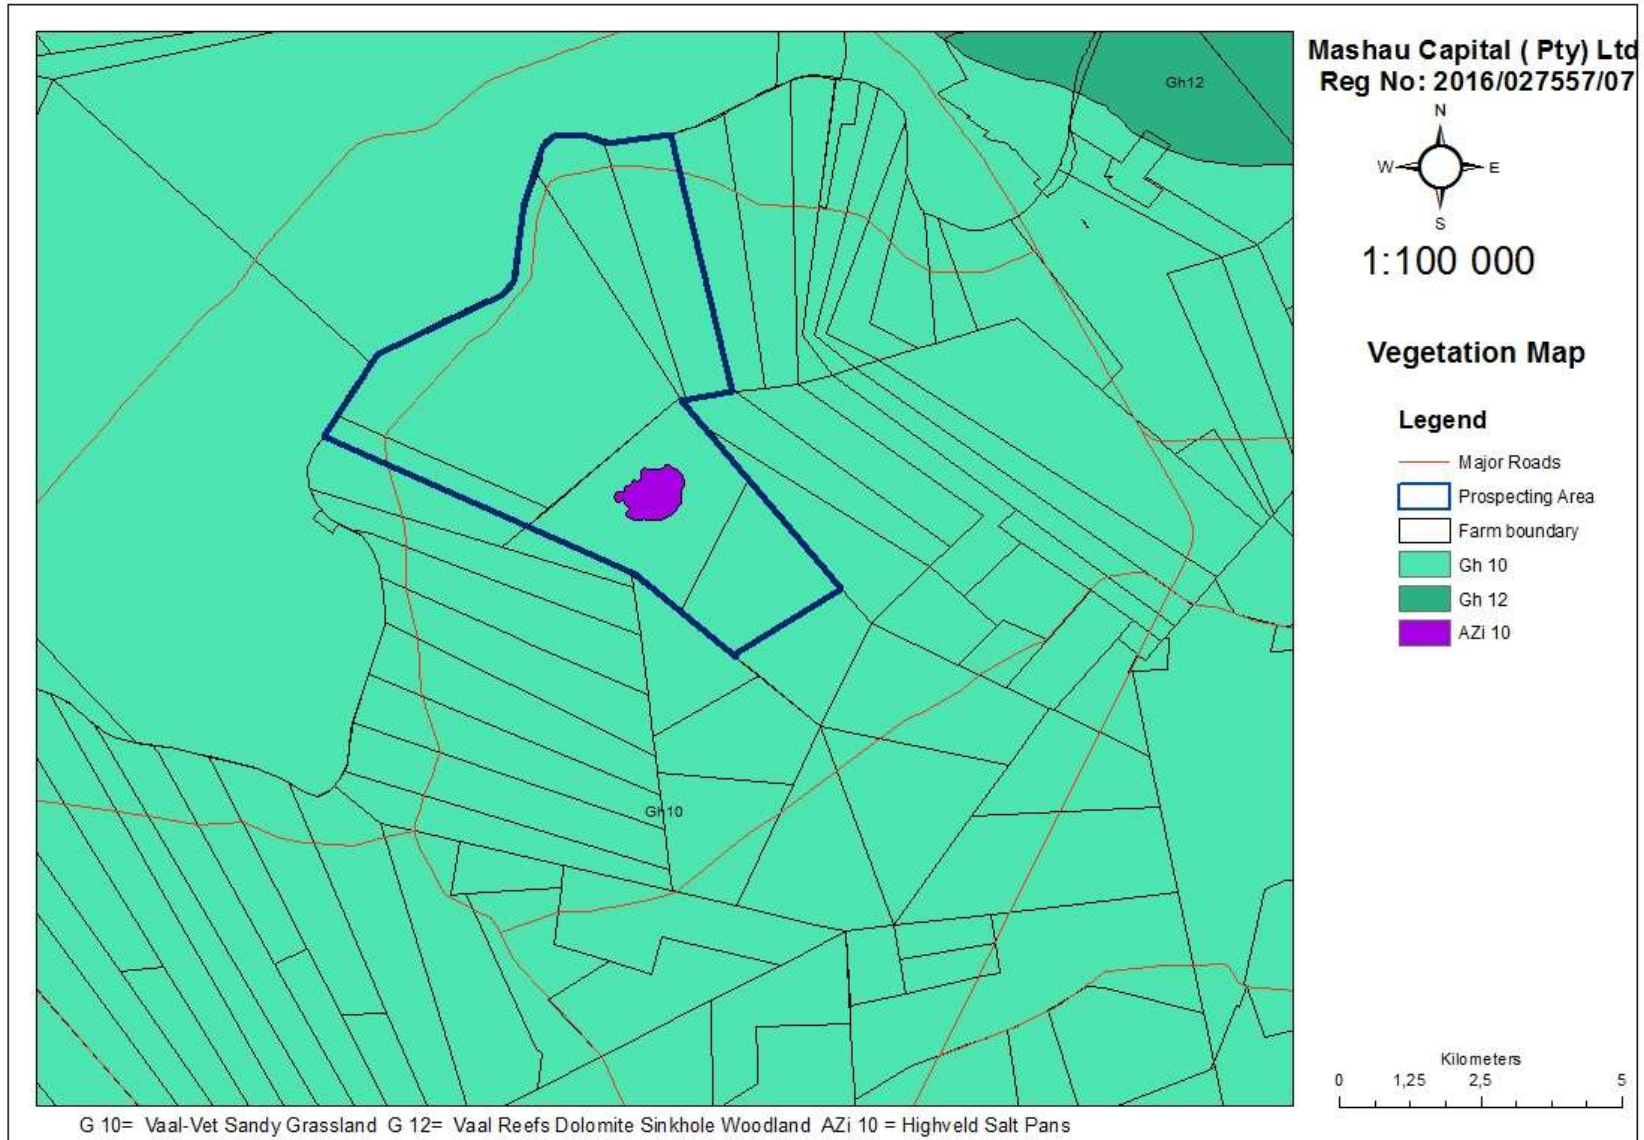 Mashau Capital ( Pty) Ltd
Reg No: 2016/027557/07
N
W E
S
1:100 000
Vegetation Map
Legend
Major Roads
Prospecting Area
Farm boundary
Gh 10
Gh 12
AZi 10
Gh12
Gh10
Kilometers
0 1,25 2,5 5
G 10= Vaal-Vet Sandy Grassland G 12= Vaal Reefs Dolomite Sinkhole Woodland AZi 10 = Highveld Salt Pans